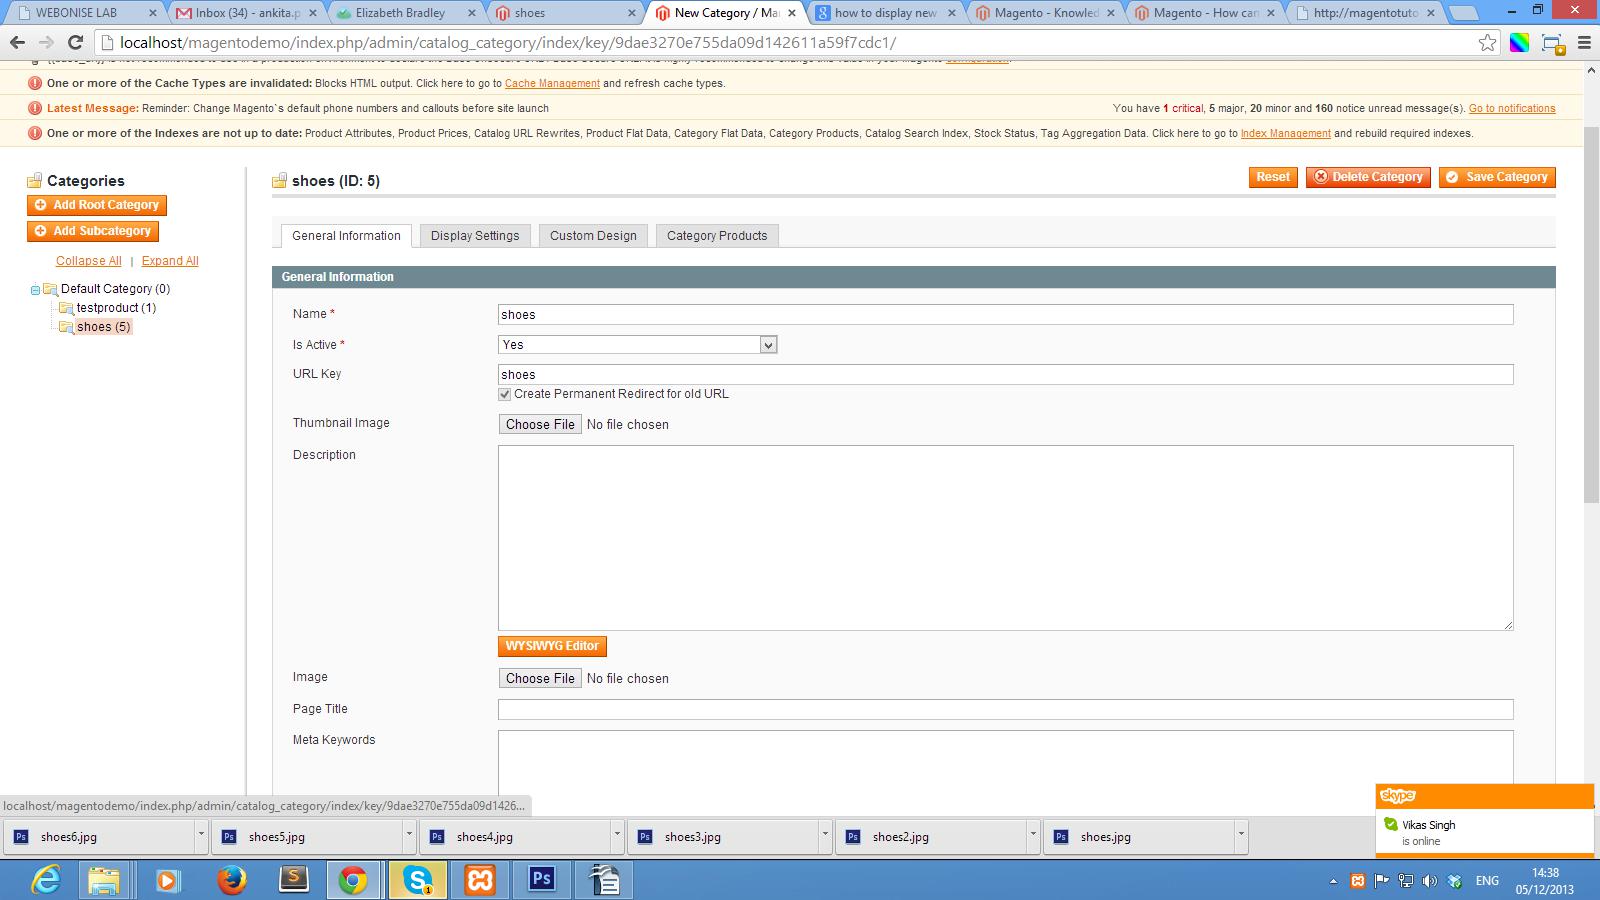 WEBONISE LAB
Inbox (34) - ankita.p
Elizabeth Bradley
shoes
New Category / Ma
how to display new
Magento - Knowled
Magento - How can
http://magentotuto
localhost/magentodemo/index.php/admin/catalog_category/index/key/9dae3270e755da09d142611a59f7cdc1/
One or more of the Cache Types are invalidated: Blocks HTML output. Click here to go to Cache Management and refresh cache types.
Latest Message: Reminder: Change Magento`s default phone numbers and callouts before site launch
You have 1 critical, 5 major, 20 minor and 160 notice unread message(s). Go to notifications
One or more of the Indexes are not up to date: Product Attributes, Product Prices, Catalog URL Rewrites, Product Flat Data, Category Flat Data, Category Products, Catalog Search Index, Stock Status, Tag Aggregation Data. Click here to go to Index Management and rebuild required indexes.
Categories
Add Root Category
Add Subcategory
Collapse All | Expand All
Default Category (0)
testproduct (1)
shoes (5)
shoes (ID: 5)
Reset
Delete Category
Save Category
General Information
Display Settings
Custom Design
Category Products
General Information
Name *
shoes
Is Active *
Yes
URL Key
shoes
Create Permanent Redirect for old URL
Thumbnail Image
Choose File No file chosen
Description
WYSIWYG Editor
Image
Choose File No file chosen
Page Title
Meta Keywords
localhost/magentodemo/index.php/admin/catalog_category/index/key/9dae3270e755da09d1426...
skype
Vikas Singh
is online
Ps shoes6.jpg
Ps shoes5.jpg
Ps shoes4.jpg
Ps shoes3.jpg
Ps shoes2.jpg
Ps shoes.jpg
Ps
ENG
14:38
05/12/2013